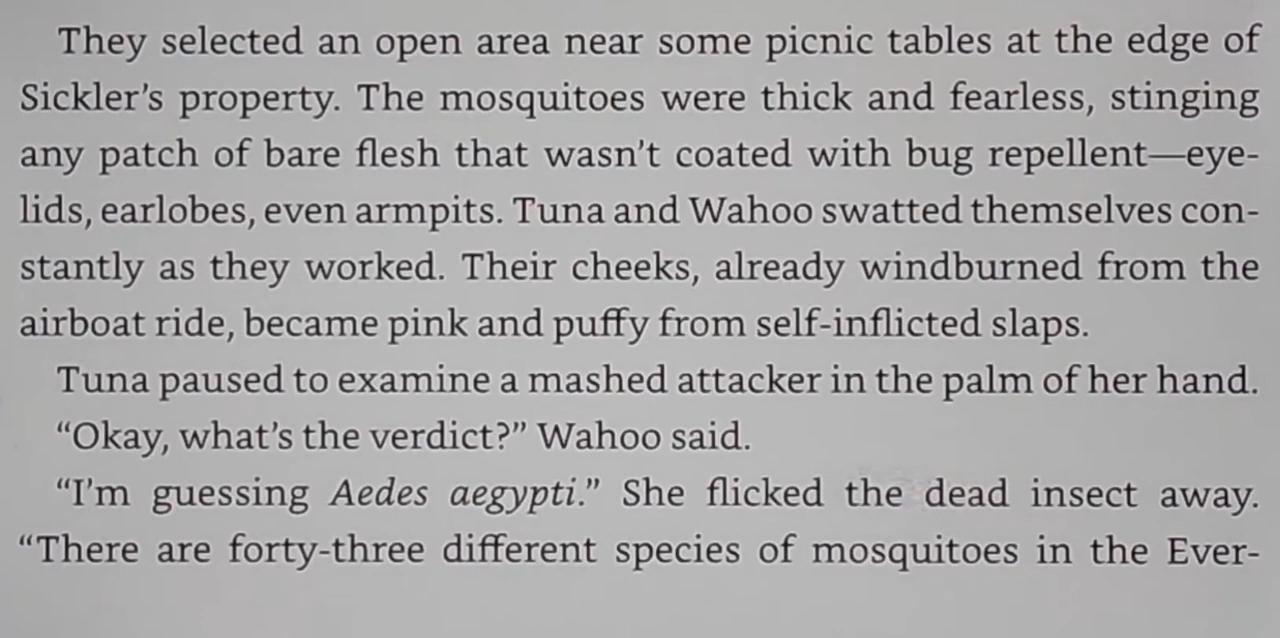 They selected an open area near some picnic tables at the edge of
Sickler’s property. The mosquitoes were thick and fearless, stinging
any patch of bare flesh that wasn’t coated with bug repellent—eye-
lids, earlobes, even armpits. Tuna and Wahoo swatted themselves con-
stantly as they worked. Their cheeks, already windburned from the
airboat ride, became pink and puffy from self-inflicted slaps.
Tuna paused to examine a mashed attacker in the palm of her hand.
“Okay, what’s the verdict?” Wahoo said.
“I’m guessing Aedes aegypti.” She flicked the dead insect away.
“There are forty-three different species of mosquitoes in the Ever-